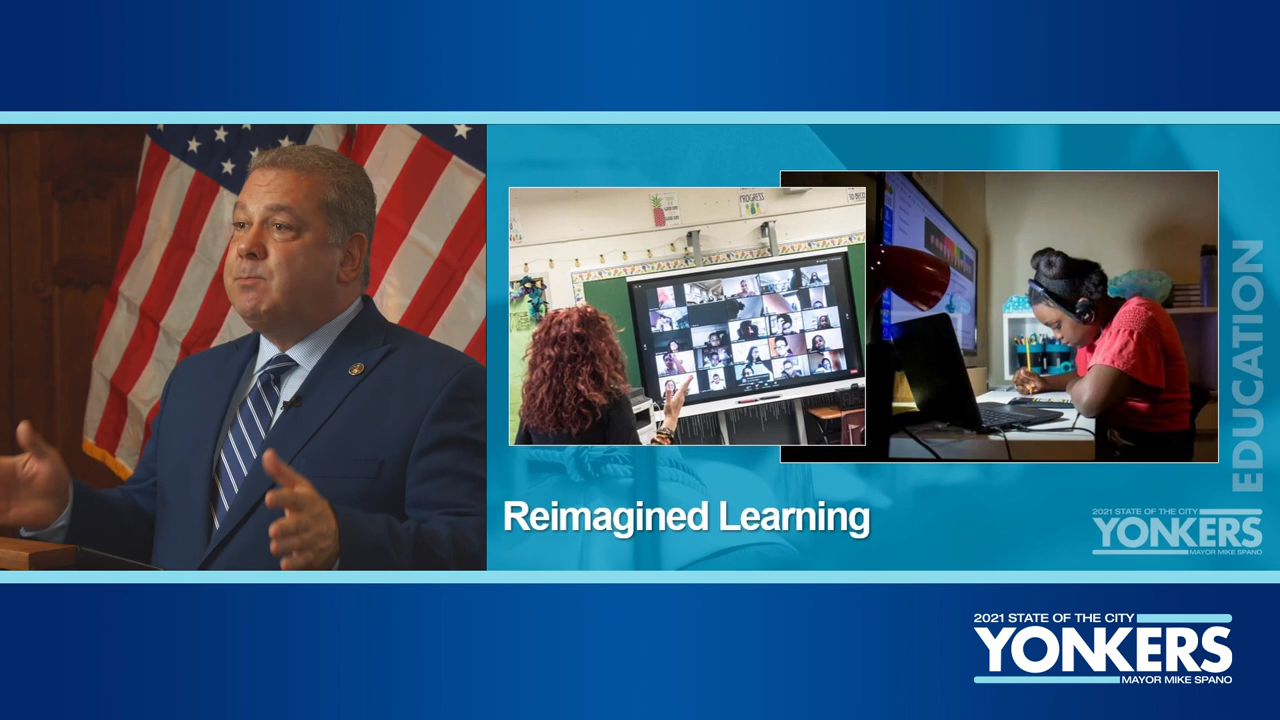 PROGRESS
Reimagined Learning
EDUCATION
2021 STATE OF THE CITY
YONKERS
MAYOR MIKE SPANO
2021 STATE OF THE CITY
YONKERS
MAYOR MIKE SPANO